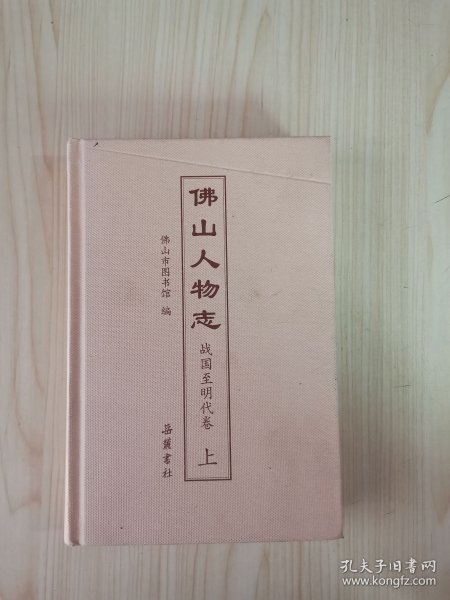 佛山人物志
战国至明代卷
上
佛山市图书馆 编
岳麓书社
孔夫子旧书网
www.kongfz.com